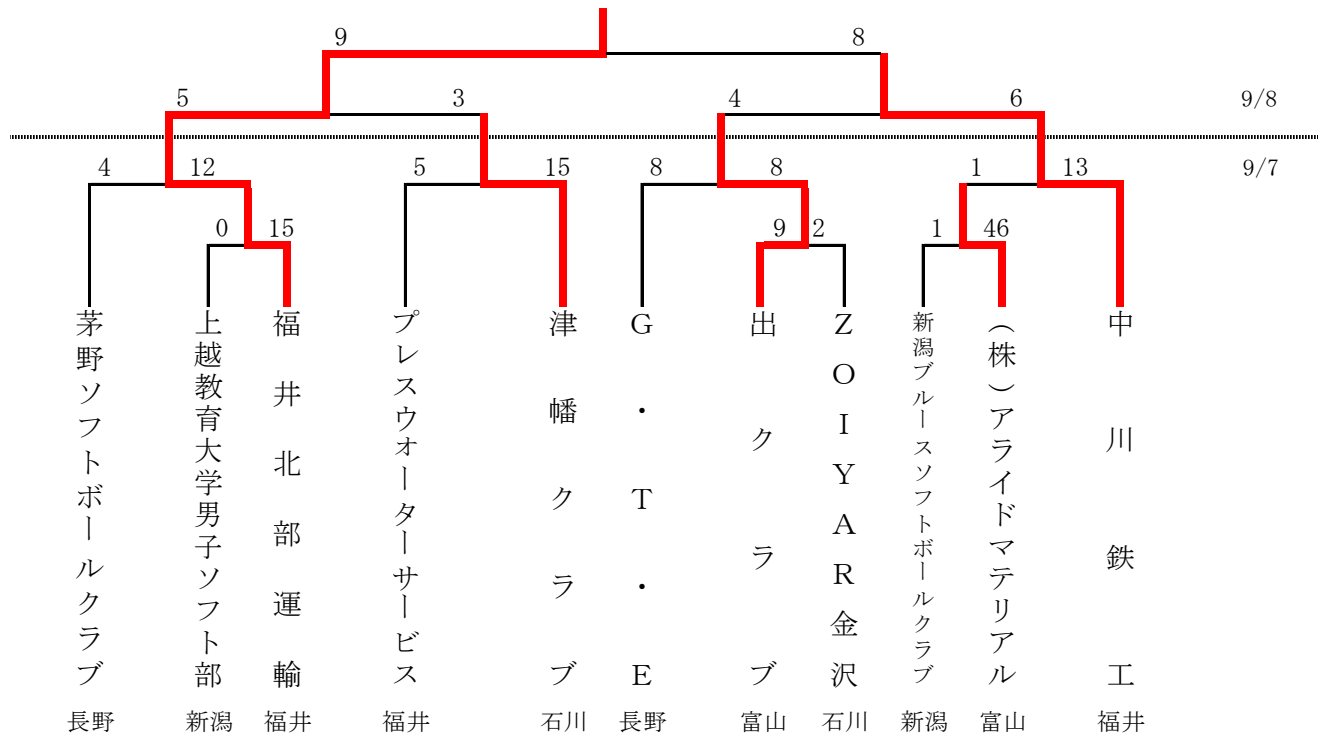 9 8
5 3 4 6 9/8
4 12 5 15 8 8 1 13 9/7
0 15 9 2 1 46
茅野ソフトボールクラブ
上越教育大学男子ソフト部
福井北部運輸
プレスウオーターサービス
津幡クラブ
G・T・E
出クラブ
ZOIYAR金沢
新潟ブルースソフトボールクラブ
（株）アライドマテリアル
中川鉄工
長野 新潟 福井 福井 石川 長野 富山 石川 新潟 富山 福井